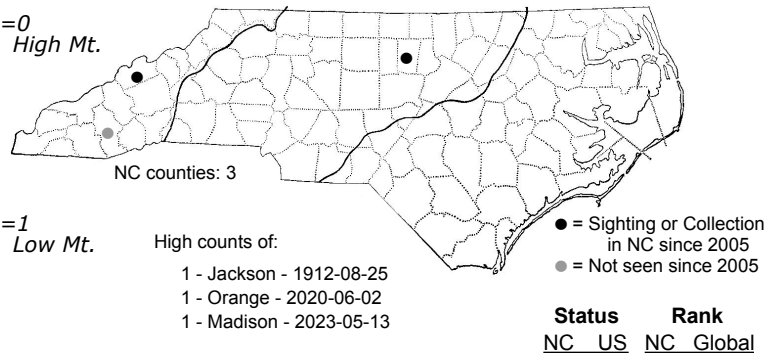 =0
High Mt.
NC counties: 3
=1
Low Mt.
High counts of:
1 - Jackson - 1912-08-25
1 - Orange - 2020-06-02
1 - Madison - 2023-05-13
● = Sighting or Collection
in NC since 2005
● = Not seen since 2005
Status Rank
NC US NC Global